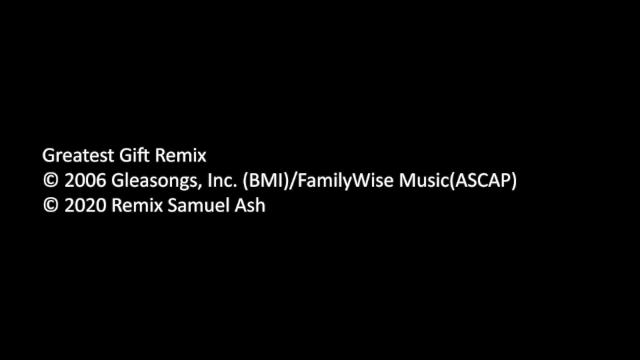 Greatest Gift Remix
© 2006 Gleasongs, Inc. (BMI)/FamilyWise Music(ASCAP)
© 2020 Remix Samuel Ash